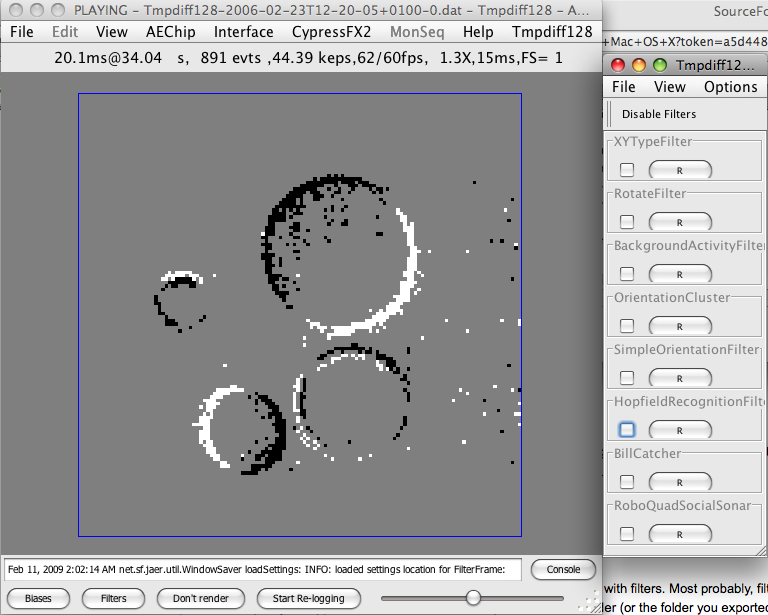 PLAYING - Tmpdiff128-2006-02-23T12-20-05+0100-0.dat - Tmpdiff128 - A...
File Edit View AEChip Interface CypressFX2 MonSeq Help Tmpdiff128
20.1ms@34.04 s, 891 evts ,44.39 keps,62/60fps, 1.3X,15ms,FS= 1
Feb 11, 2009 2:02:14 AM net.sf.jaer.util.WindowSaver loadSettings: INFO: loaded settings location for FilterFrame:
Console
Biases Filters Don't render Start Re-logging
SourceFo
+Mac+OS+X?token=a5d448
Tmpdiff12...
File View Options
Disable Filters
XYTypeFilter
R
RotateFilter
R
BackgroundActivityFilte
R
OrientationCluster
R
SimpleOrientationFilter
R
HopfieldRecognitionFilt
R
BillCatcher
R
RoboQuadSocialSonar
R
with filters. Most probably, filt
ler (or the folder you exported